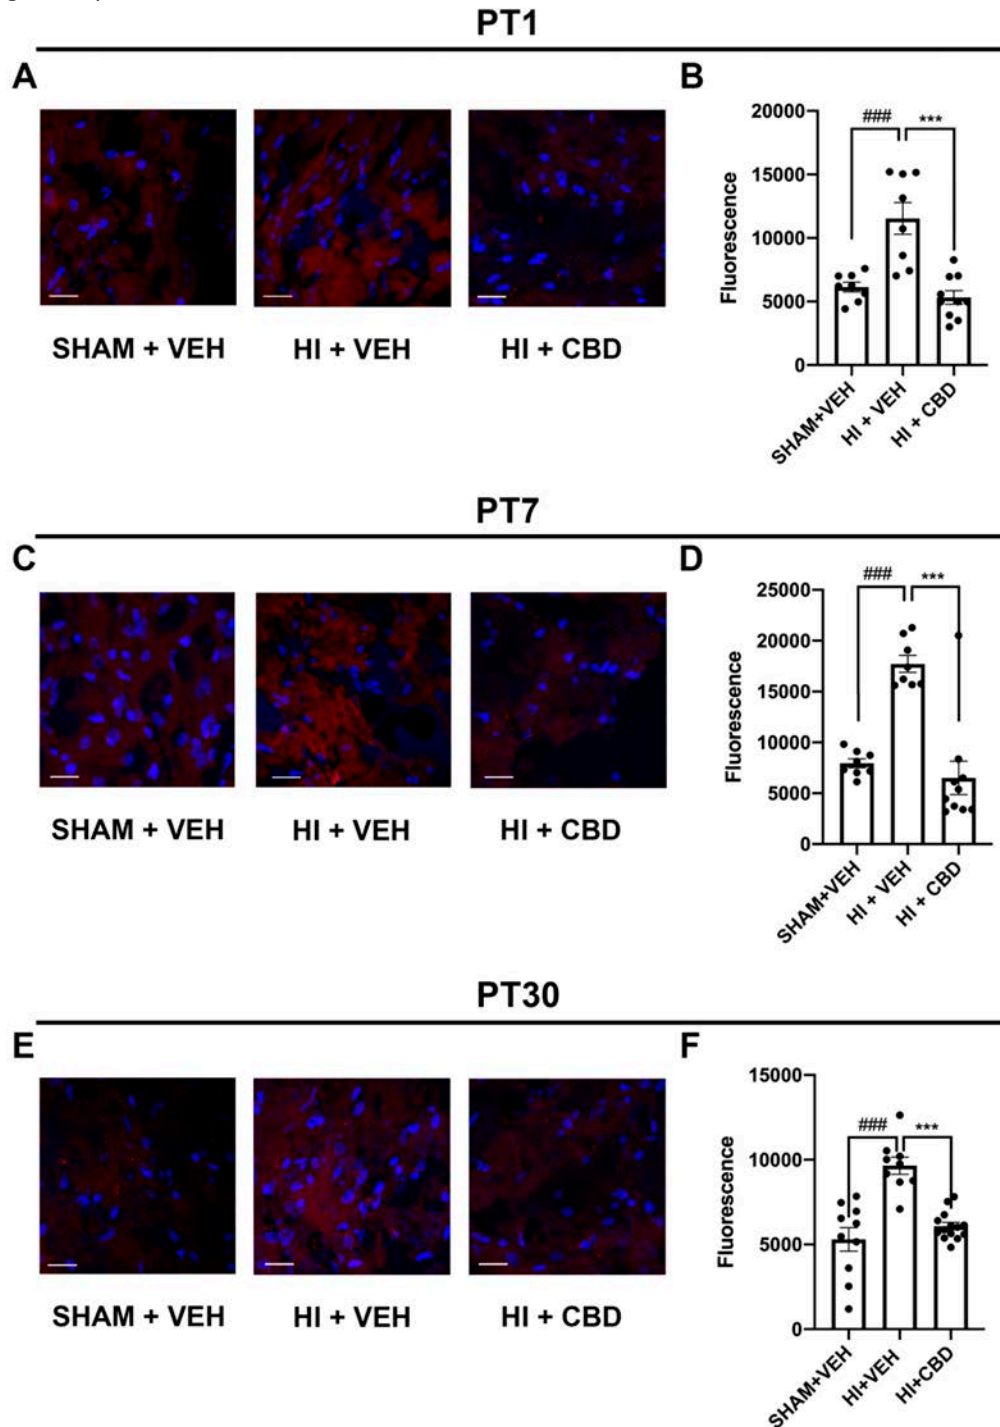 PT1
A
B
SHAM + VEH
HI + VEH
HI + CBD
Fluorescence
20000
15000
10000
5000
0
###
***
SHAM+VEH
HI + VEH
HI + CBD
PT7
C
D
SHAM + VEH
HI + VEH
HI + CBD
Fluorescence
25000
20000
15000
10000
5000
0
###
***
SHAM+VEH
HI + VEH
HI + CBD
PT30
E
F
SHAM + VEH
HI + VEH
HI + CBD
Fluorescence
15000
10000
5000
0
###
***
SHAM+VEH
HI+VEH
HI+CBD